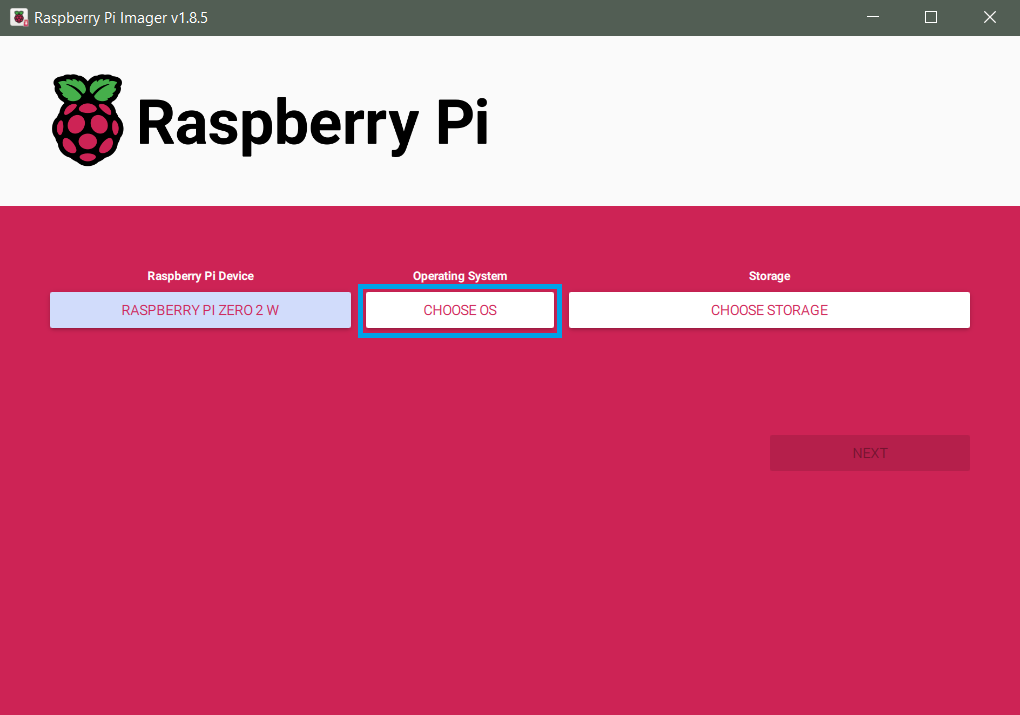 Raspberry Pi Imager v1.8.5
Raspberry Pi
Raspberry Pi Device
Operating System
Storage
RASPBERRY PI ZERO 2 W
CHOOSE OS
CHOOSE STORAGE
NEXT